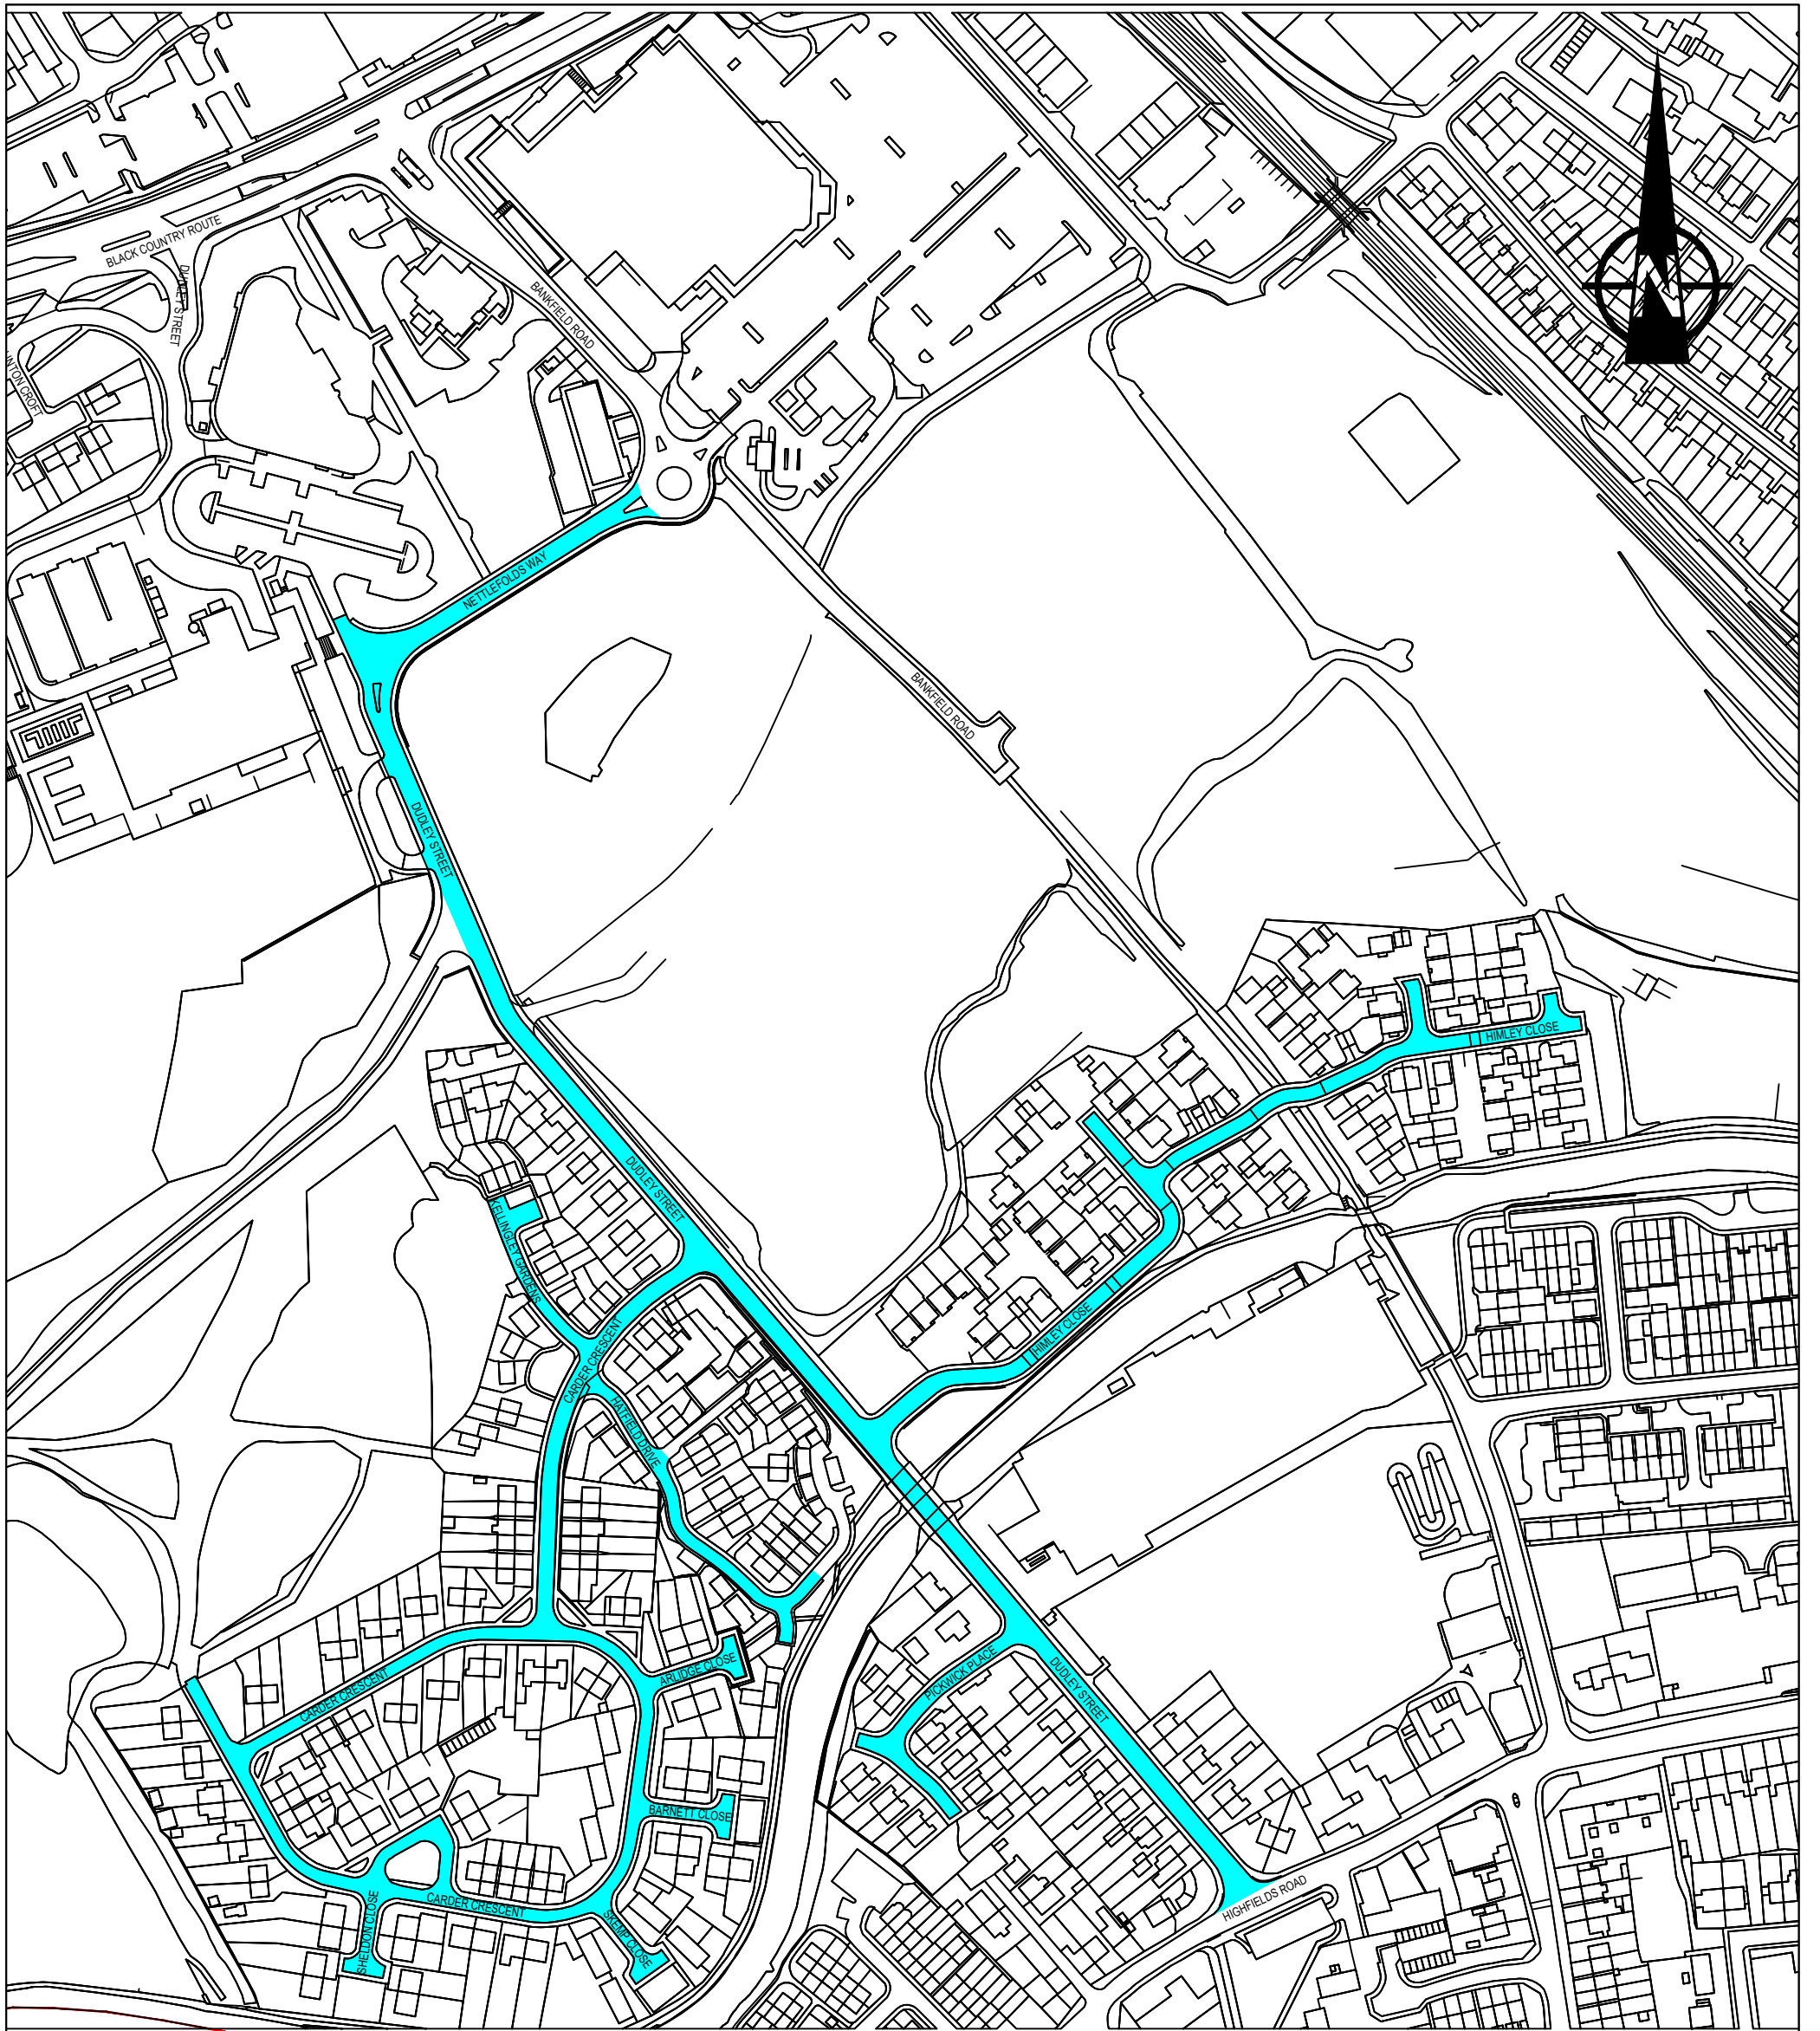 BLACK COUNTRY ROUTE
DUDLEY STREET
BANKFIELD ROAD
N
NETTLEFOLDS WAY
BANKFIELD ROAD
DUDLEY STREET
HIMLEY CLOSE
DUDLEY STREET
KELLINGLEY GARDENS
HIMLEY CLOSE
CARDER CRESCENT
HATFIELD DRIVE
PICKWICK PLACE
ARLIDGE CLOSE
DUDLEY STREET
CARDER CRESCENT
BARNETT CLOSE
CARDER CRESCENT
HIGHFIELDS ROAD
SHELDON CLOSE
SKEMP CLOSE